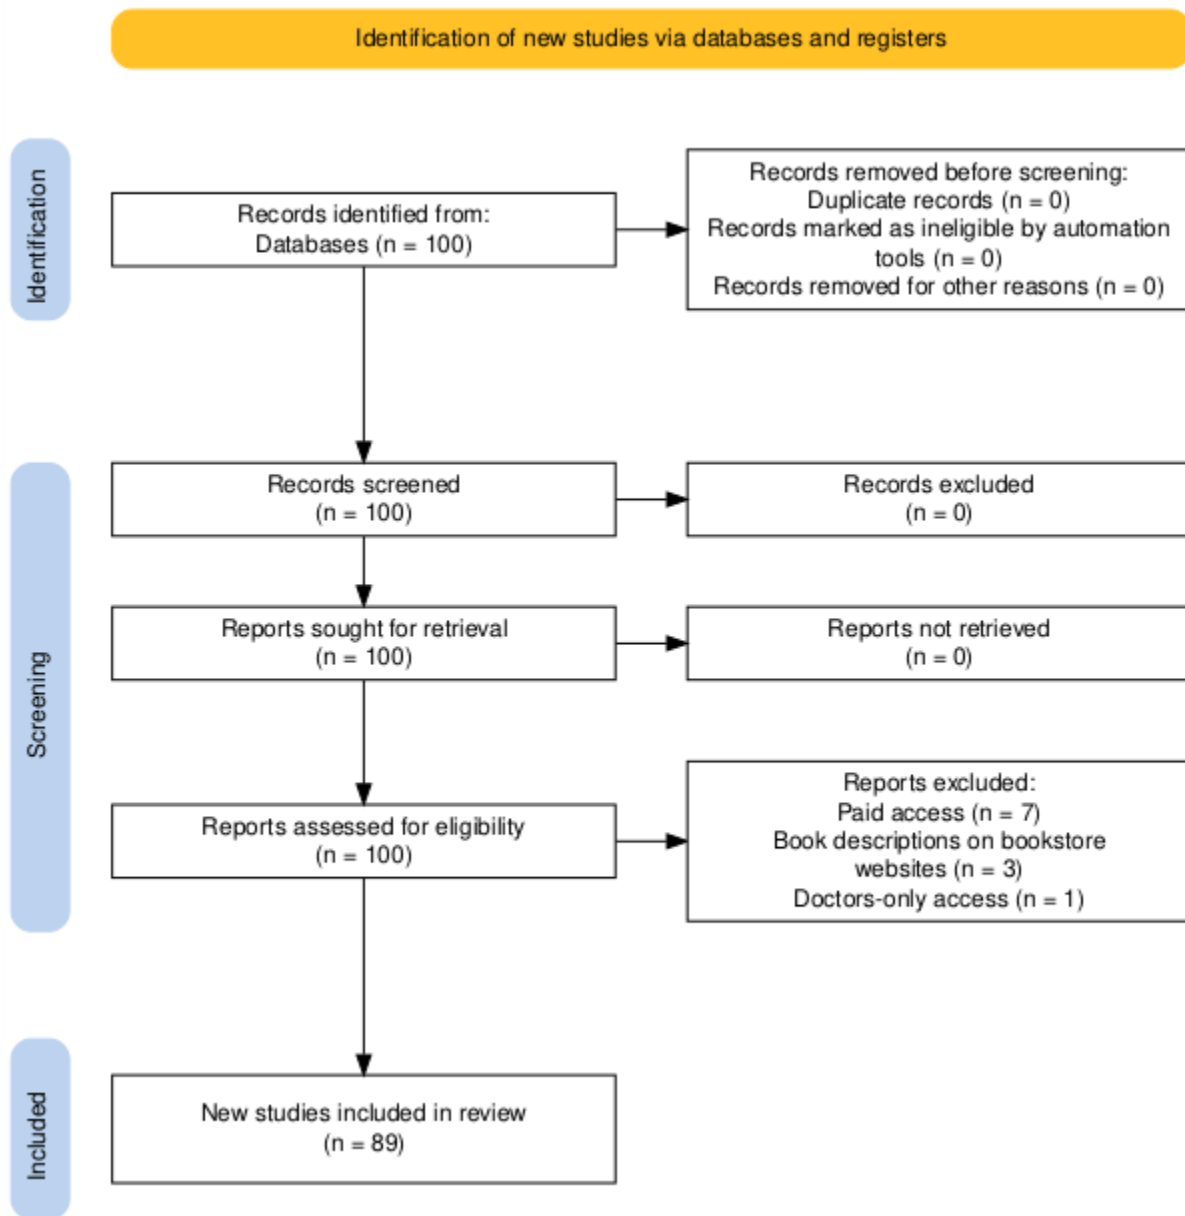 Identification of new studies via databases and registers
Identification
Records identified from:
Databases (n = 100)
Records removed before screening:
Duplicate records (n = 0)
Records marked as ineligible by automation
tools (n = 0)
Records removed for other reasons (n = 0)
Screening
Records screened
(n = 100)
Records excluded
(n = 0)
Reports sought for retrieval
(n = 100)
Reports not retrieved
(n = 0)
Reports assessed for eligibility
(n = 100)
Reports excluded:
Paid access (n = 7)
Book descriptions on bookstore
websites (n = 3)
Doctors-only access (n = 1)
Included
New studies included in review
(n = 89)